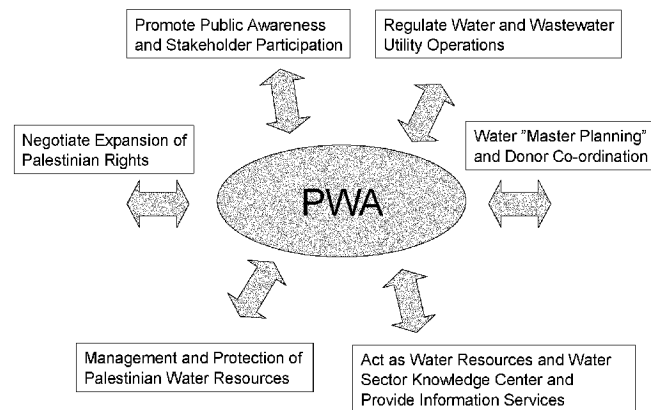 Promote Public Awareness
and Stakeholder Participation
Regulate Water and Wastewater
Utility Operations
Negotiate Expansion of
Palestinian Rights
Water "Master Planning"
and Donor Co-ordination
PWA
Management and Protection of
Palestinian Water Resources
Act as Water Resources and Water
Sector Knowledge Center and
Provide Information Services